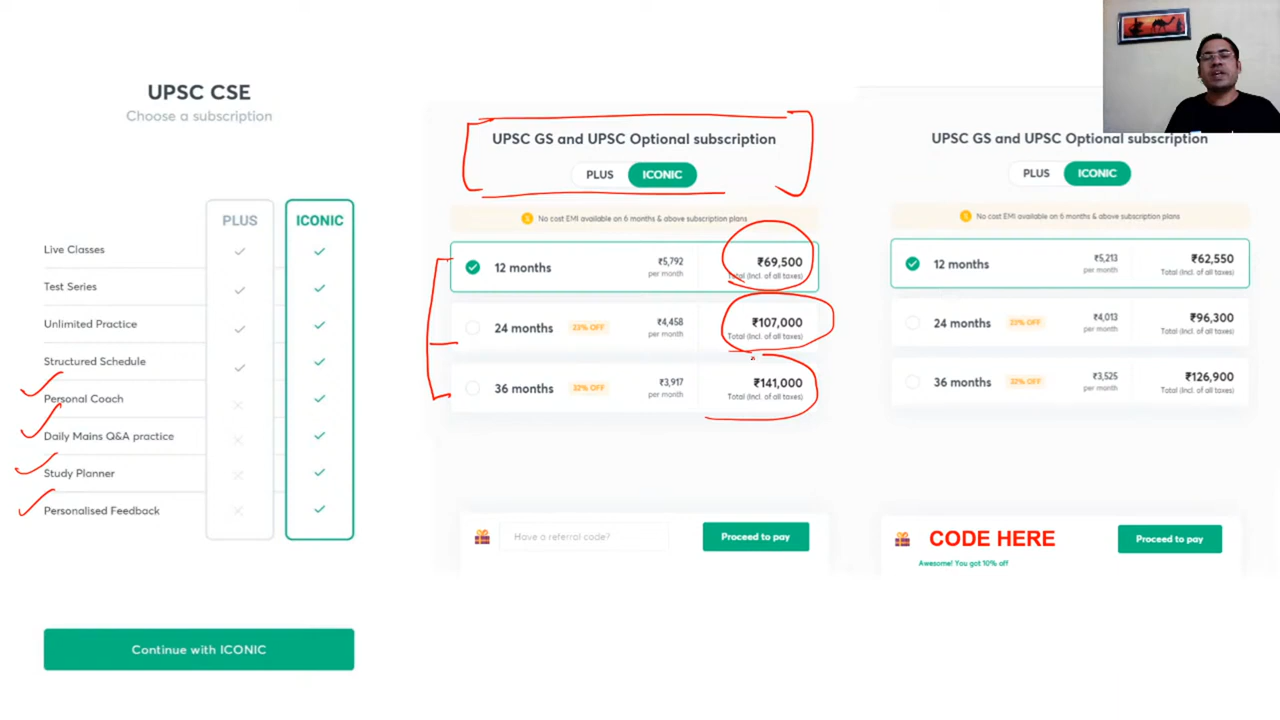 UPSC CSE
Choose a subscription
PLUS ICONIC
Live Classes
Test Series
Unlimited Practice
Structured Schedule
Personal Coach
Daily Mains Q&A practice
Study Planner
Personalised Feedback
Continue with ICONIC
UPSC GS and UPSC Optional subscription
PLUS ICONIC
No cost EMI available on 6 months & above subscription plans
12 months ₹5,792 per month ₹69,500
Total (Incl. of all taxes)
24 months 23% OFF ₹4,458 per month ₹107,000
Total (Incl. of all taxes)
36 months 32% OFF ₹3,917 per month ₹141,000
Total (Incl. of all taxes)
Have a referral code? Proceed to pay
UPSC GS and UPSC Optional subscription
PLUS ICONIC
No cost EMI available on 6 months & above subscription plans
12 months ₹5,213 per month ₹62,550
Total (Incl. of all taxes)
24 months 23% OFF ₹4,013 per month ₹96,300
Total (Incl. of all taxes)
36 months 32% OFF ₹3,525 per month ₹126,900
Total (Incl. of all taxes)
CODE HERE Proceed to pay
Awesome! You got 10% off